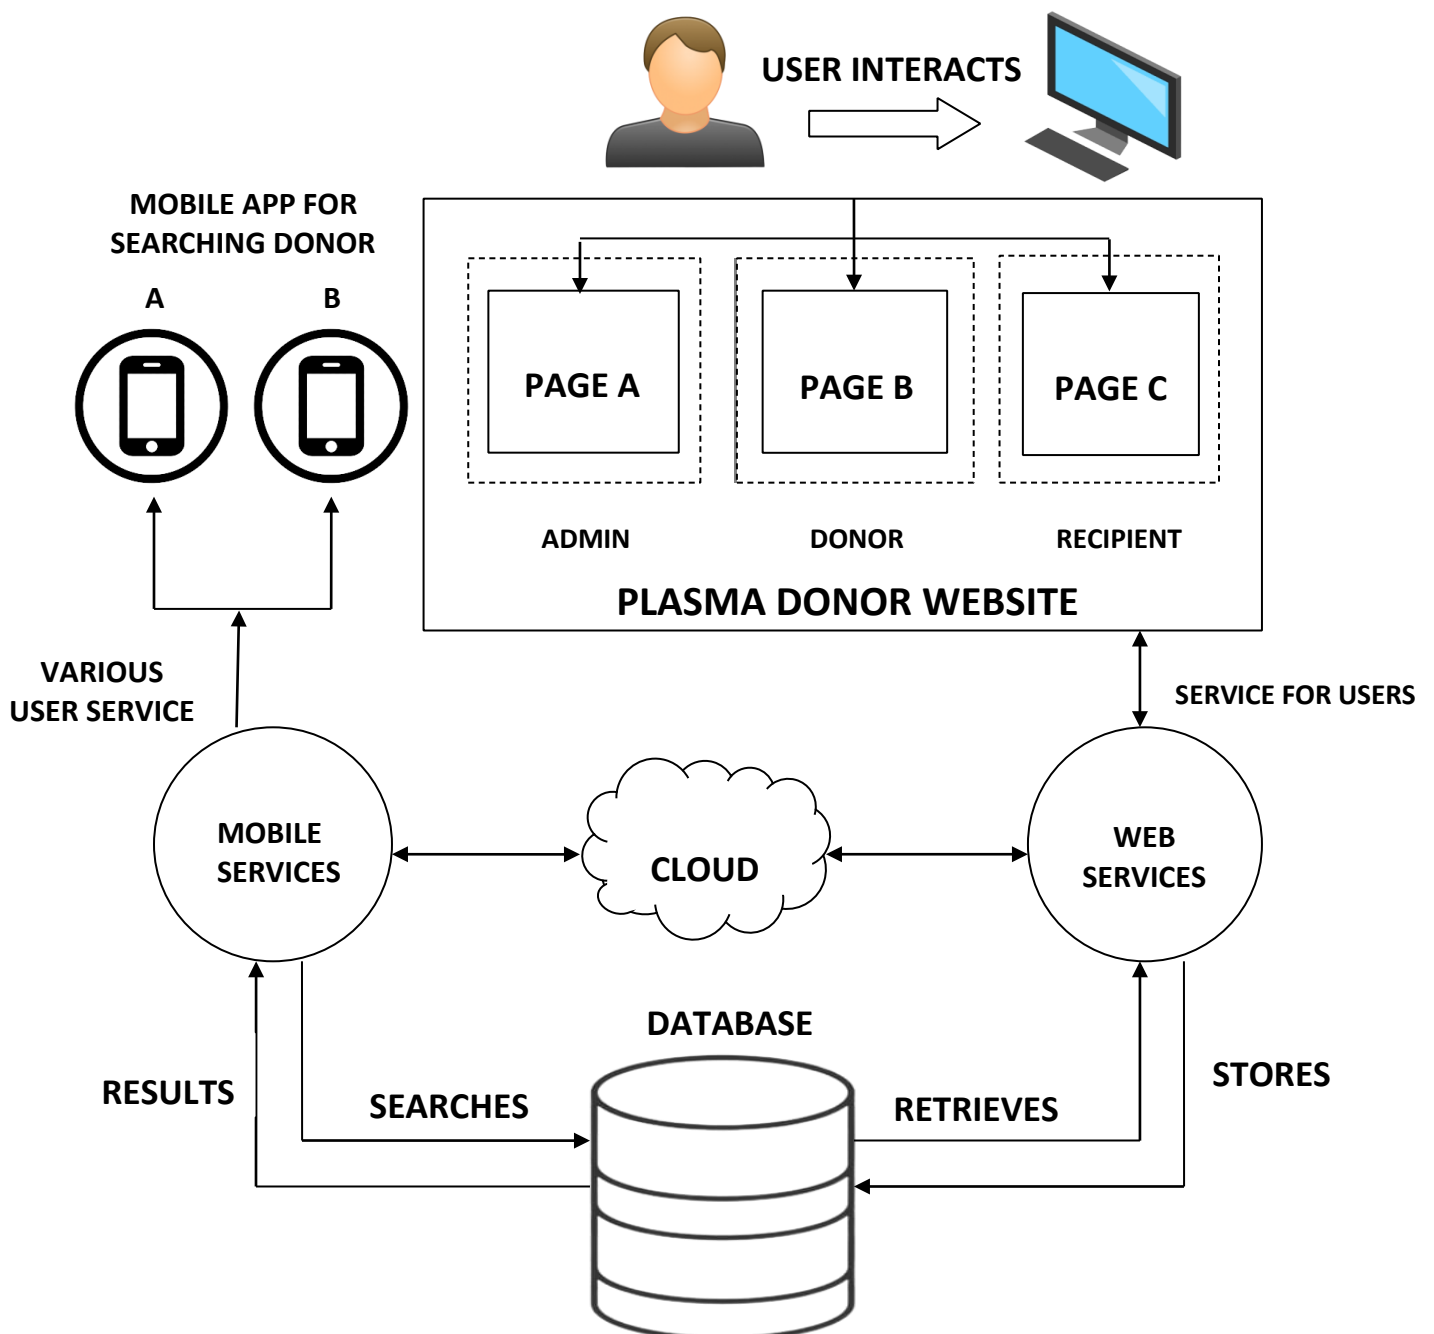 USER INTERACTS
MOBILE APP FOR
SEARCHING DONOR
A
B
PAGE A
PAGE B
PAGE C
ADMIN
DONOR
RECIPIENT
PLASMA DONOR WEBSITE
VARIOUS
USER SERVICE
SERVICE FOR USERS
MOBILE
SERVICES
CLOUD
WEB
SERVICES
DATABASE
RESULTS
SEARCHES
RETRIEVES
STORES